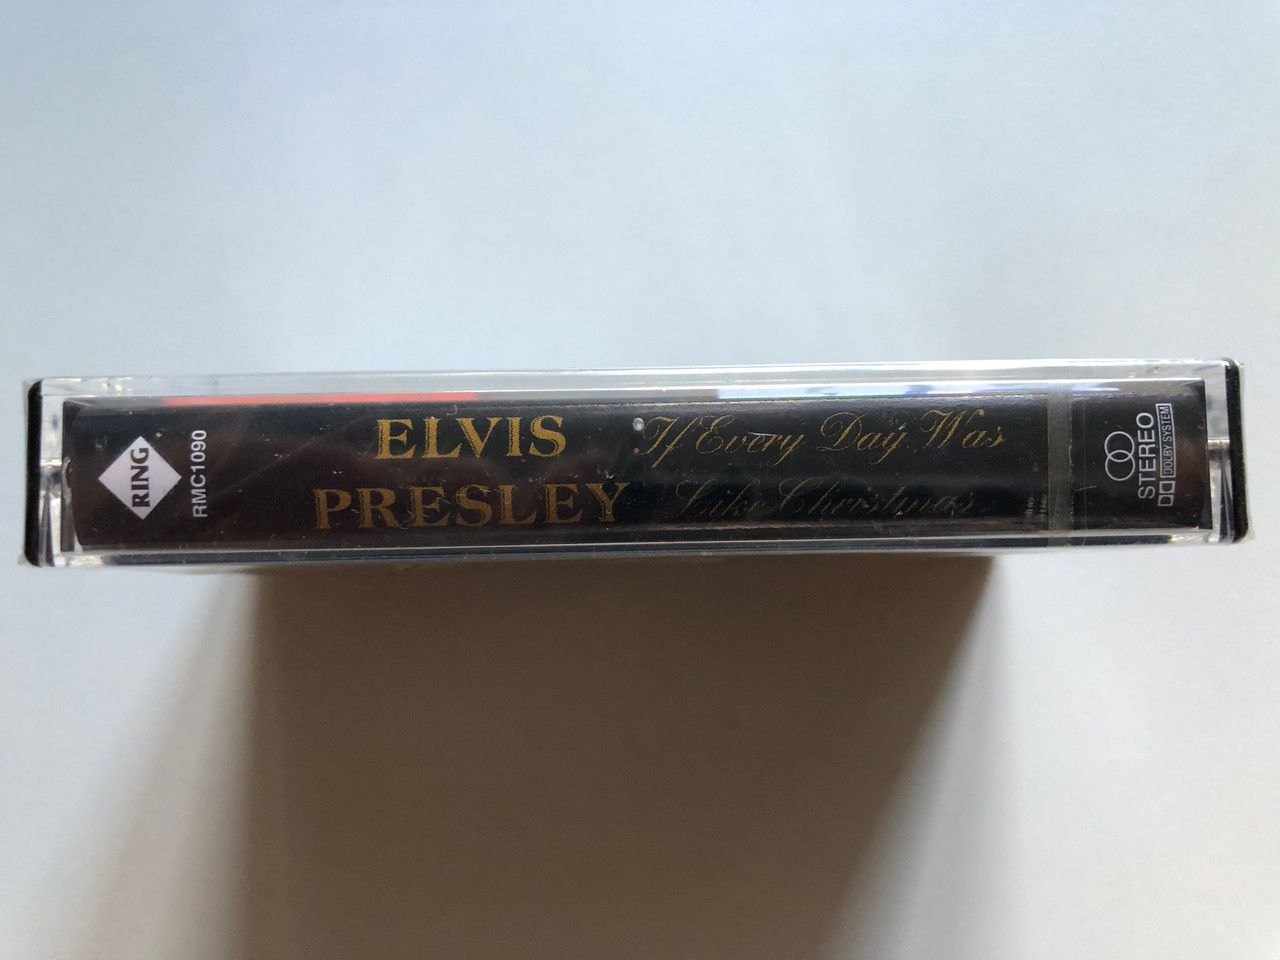 RING
RMC1090
ELVIS
PRESLEY
If Every Day Was
Like Christmas
STEREO
DOLBY SYSTEM